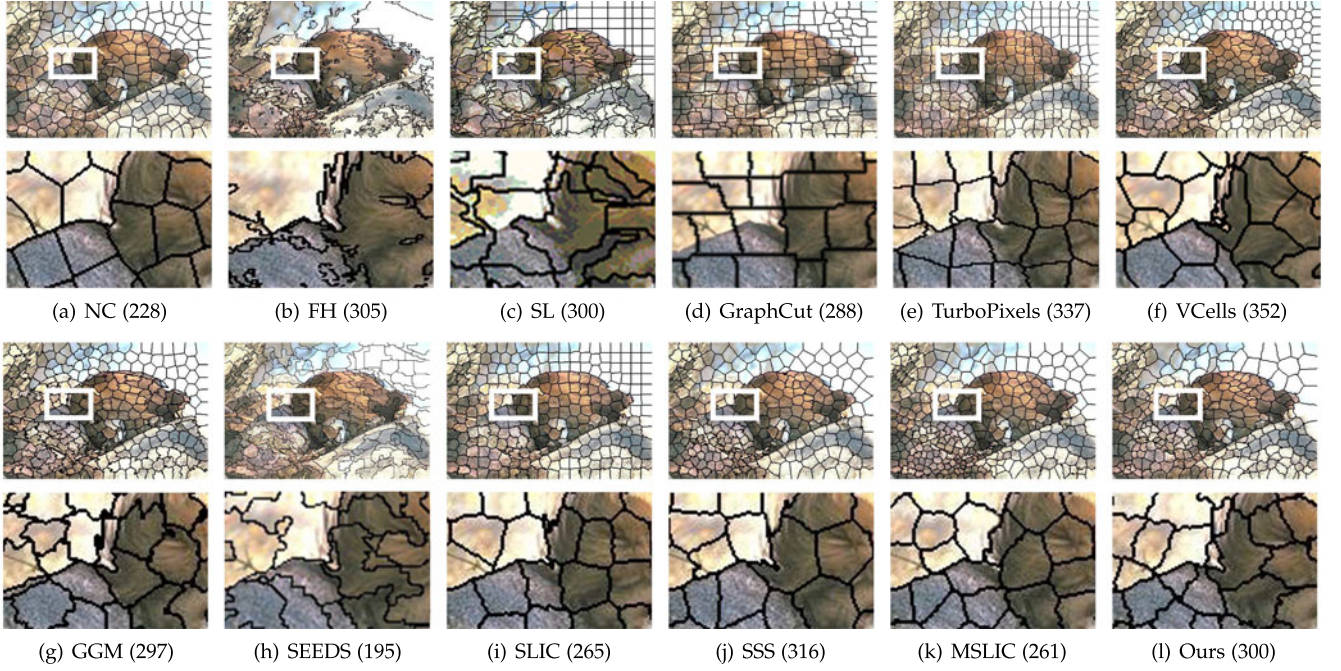 (a) NC (228)
(b) FH (305)
(c) SL (300)
(d) GraphCut (288)
(e) TurboPixels (337)
(f) VCells (352)
(g) GGM (297)
(h) SEEDS (195)
(i) SLIC (265)
(j) SSS (316)
(k) MSLIC (261)
(l) Ours (300)